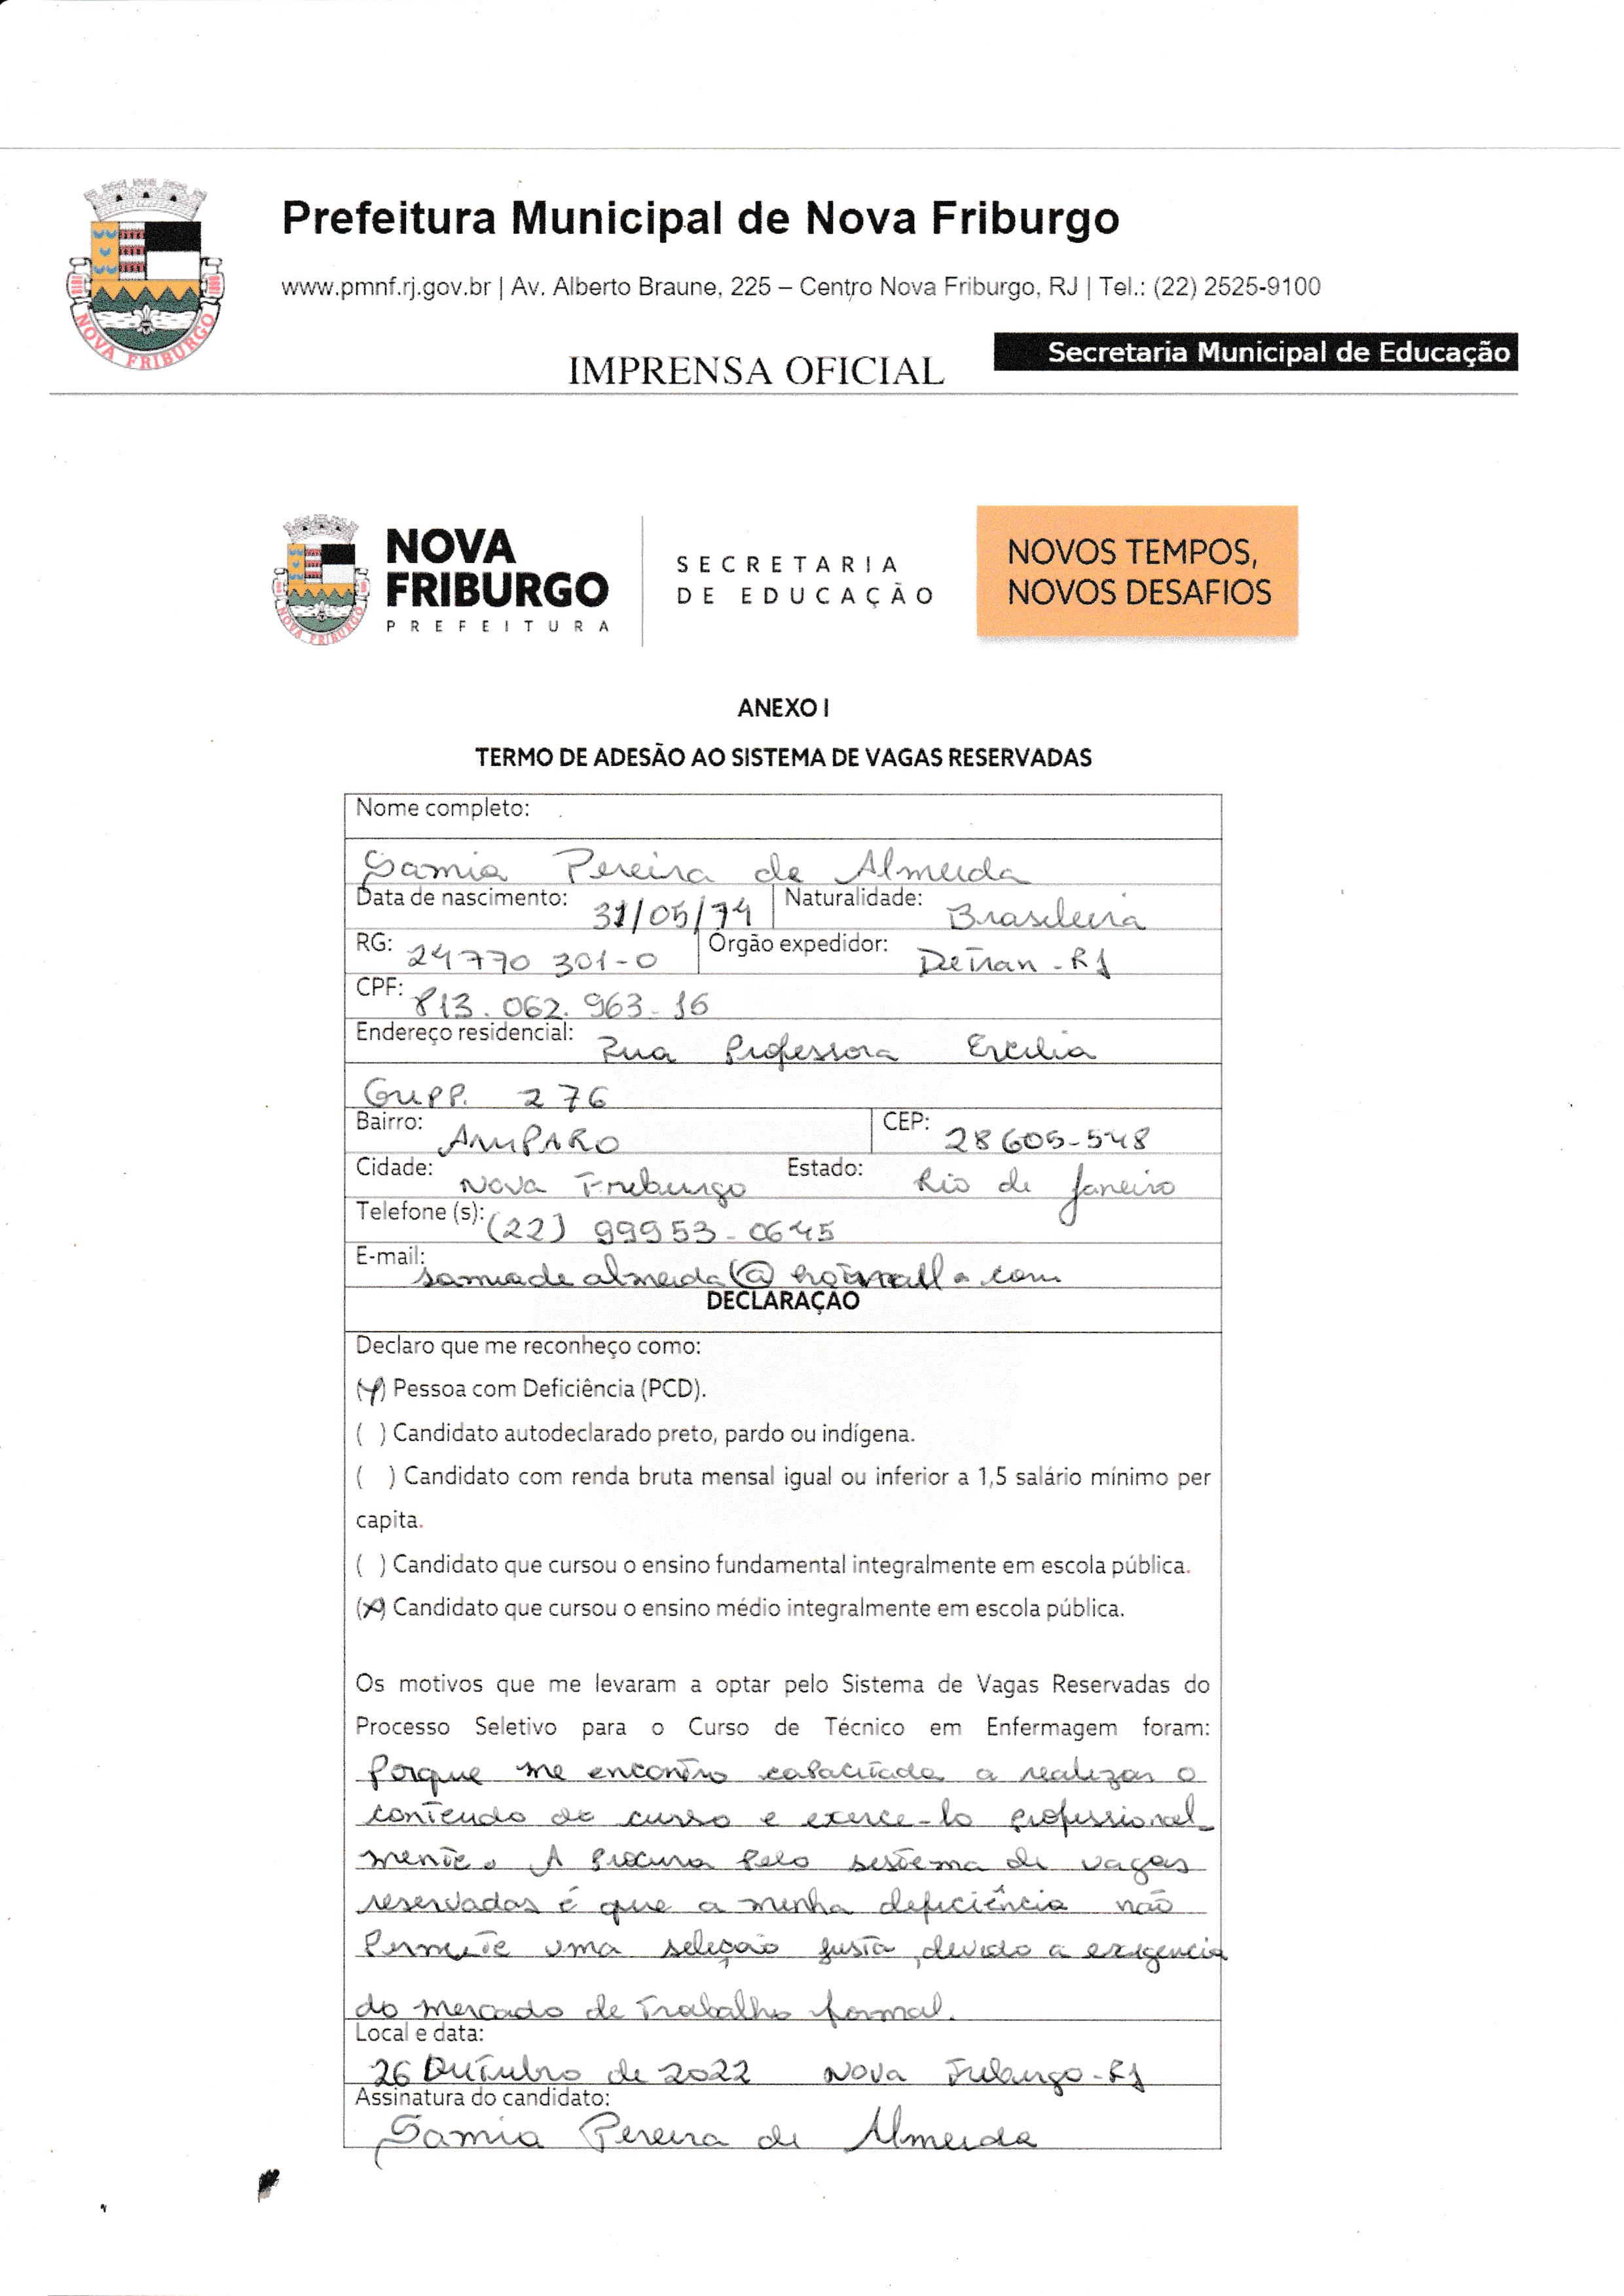 Prefeitura Municipal de Nova Friburgo
www.pmnf.rj.gov.br | Av. Alberto Braune, 225 – Centro Nova Friburgo, RJ | Tel.: (22) 2525-9100
Secretaria Municipal de Educação
IMPRENSA OFICIAL
NOVA FRIBURGO
NOVA
FRIBURGO
PREFEITURA
NOVA FRIBURGO
SECRETARIA
DE EDUCAÇÃO
NOVOS TEMPOS,
NOVOS DESAFIOS
ANEXO I
TERMO DE ADESÃO AO SISTEMA DE VAGAS RESERVADAS
Nome completo:
Samia Pereira de Almeida
Data de nascimento: 31/05/74 Naturalidade: Brasileira
RG: 24770 301-0 Órgão expedidor: Detran-RJ
CPF: 813.062.963-16
Endereço residencial: Rua Professora Ercilia
Gupp. 276
Bairro: AMPARO CEP: 28605-548
Cidade: Nova Friburgo Estado: Rio de Janeiro
Telefone (s): (22) 99953-0645
E-mail: samiadealmeida@hotmail.com
DECLARAÇÃO
Declaro que me reconheço como:
(X) Pessoa com Deficiência (PCD).
( ) Candidato autodeclarado preto, pardo ou indígena.
( ) Candidato com renda bruta mensal igual ou inferior a 1,5 salário mínimo per
capita.
( ) Candidato que cursou o ensino fundamental integralmente em escola pública.
(X) Candidato que cursou o ensino médio integralmente em escola pública.
Os motivos que me levaram a optar pelo Sistema de Vagas Reservadas do
Processo Seletivo para o Curso de Técnico em Enfermagem foram:
Porque me encontro capacitada a realizar o
conteudo do curso e exerce-lo profissional-
mente. A procura pelo sistema de vagas
reservadas é que a minha deficiência não
Permite uma seleção justa, devido a exigencia
do mercado de Trabalho formal.
Local e data:
26 Outubro de 2022 Nova Friburgo-RJ
Assinatura do candidato:
Samia Pereira de Almeida